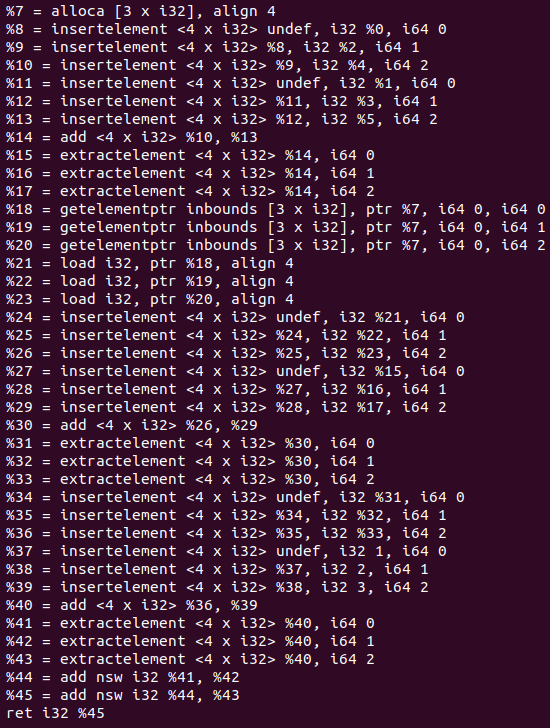 %7 = alloca [3 x i32], align 4
%8 = insertelement <4 x i32> undef, i32 %0, i64 0
%9 = insertelement <4 x i32> %8, i32 %2, i64 1
%10 = insertelement <4 x i32> %9, i32 %4, i64 2
%11 = insertelement <4 x i32> undef, i32 %1, i64 0
%12 = insertelement <4 x i32> %11, i32 %3, i64 1
%13 = insertelement <4 x i32> %12, i32 %5, i64 2
%14 = add <4 x i32> %10, %13
%15 = extractelement <4 x i32> %14, i64 0
%16 = extractelement <4 x i32> %14, i64 1
%17 = extractelement <4 x i32> %14, i64 2
%18 = getelementptr inbounds [3 x i32], ptr %7, i64 0, i64 0
%19 = getelementptr inbounds [3 x i32], ptr %7, i64 0, i64 1
%20 = getelementptr inbounds [3 x i32], ptr %7, i64 0, i64 2
%21 = load i32, ptr %18, align 4
%22 = load i32, ptr %19, align 4
%23 = load i32, ptr %20, align 4
%24 = insertelement <4 x i32> undef, i32 %21, i64 0
%25 = insertelement <4 x i32> %24, i32 %22, i64 1
%26 = insertelement <4 x i32> %25, i32 %23, i64 2
%27 = insertelement <4 x i32> undef, i32 %15, i64 0
%28 = insertelement <4 x i32> %27, i32 %16, i64 1
%29 = insertelement <4 x i32> %28, i32 %17, i64 2
%30 = add <4 x i32> %26, %29
%31 = extractelement <4 x i32> %30, i64 0
%32 = extractelement <4 x i32> %30, i64 1
%33 = extractelement <4 x i32> %30, i64 2
%34 = insertelement <4 x i32> undef, i32 %31, i64 0
%35 = insertelement <4 x i32> %34, i32 %32, i64 1
%36 = insertelement <4 x i32> %35, i32 %33, i64 2
%37 = insertelement <4 x i32> undef, i32 1, i64 0
%38 = insertelement <4 x i32> %37, i32 2, i64 1
%39 = insertelement <4 x i32> %38, i32 3, i64 2
%40 = add <4 x i32> %36, %39
%41 = extractelement <4 x i32> %40, i64 0
%42 = extractelement <4 x i32> %40, i64 1
%43 = extractelement <4 x i32> %40, i64 2
%44 = add nsw i32 %41, %42
%45 = add nsw i32 %44, %43
ret i32 %45